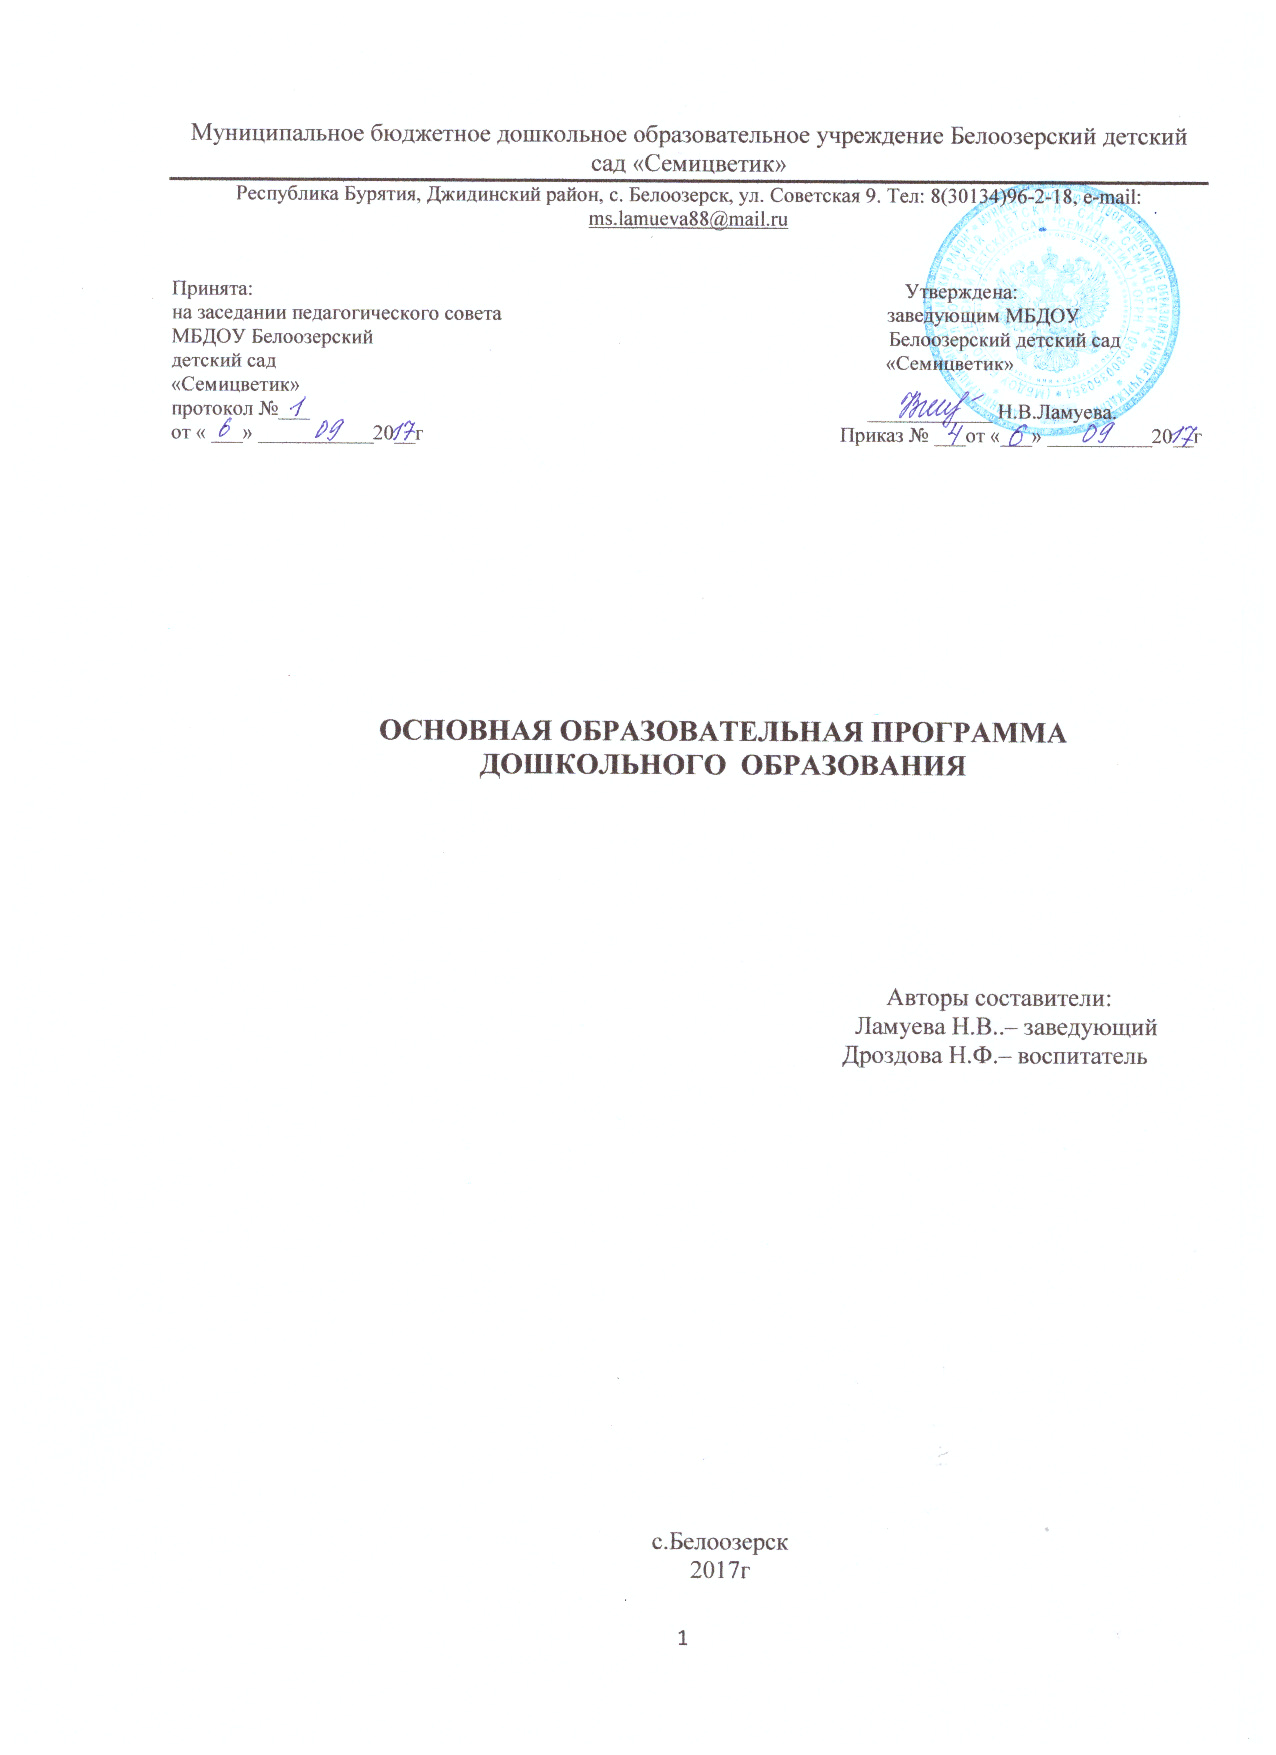 Муниципальное бюджетное дошкольное образовательное учреждение Белоозерский детский
сад «Семицветик»
Республика Бурятия, Джидинский район, с. Белоозерск, ул. Советская 9. Тел: 8(30134)96-2-18, e-mail:
ms.lamueva88@mail.ru
Принята:
на заседании педагогического совета
МБДОУ Белоозерский
детский сад
«Семицветик»
протокол № 1
от « 6 » 09 2017г
Утверждена:
заведующим МБДОУ
Белоозерский детский сад
«Семицветик»
Н.В.Ламуева.
Приказ № 4 от « 6 » 09 2017г
ОСНОВНАЯ ОБРАЗОВАТЕЛЬНАЯ ПРОГРАММА
ДОШКОЛЬНОГО ОБРАЗОВАНИЯ
Авторы составители:
Ламуева Н.В..– заведующий
Дроздова Н.Ф.– воспитатель
с.Белоозерск
2017г
1